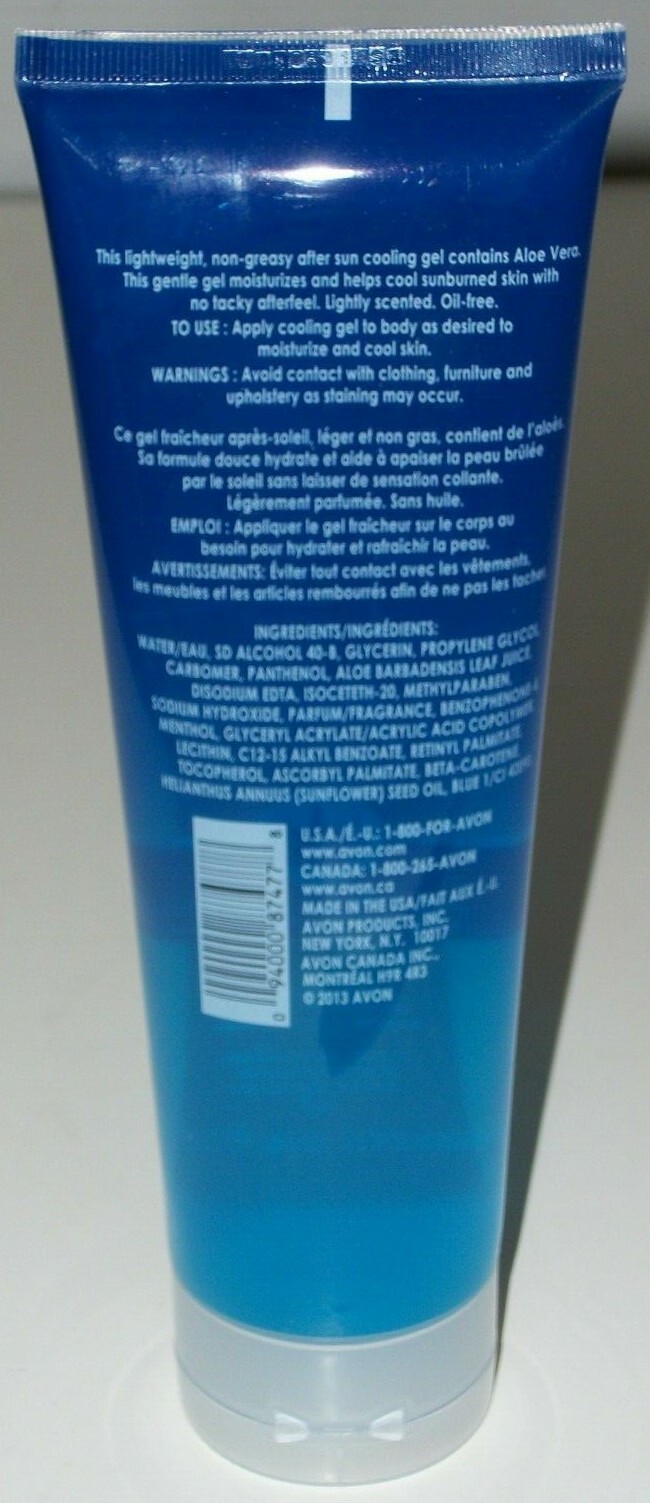 This lightweight, non-greasy after sun cooling gel contains Aloe Vera.
This gentle gel moisturizes and helps cool sunburned skin with
no tacky afterfeel. Lightly scented. Oil-free.
TO USE : Apply cooling gel to body as desired to
moisturize and cool skin.
WARNINGS : Avoid contact with clothing, furniture and
upholstery as staining may occur.
Ce gel fraîcheur après-soleil, léger et non gras, contient de l'aloès.
Sa formule douce hydrate et aide à apaiser la peau brûlée
par le soleil sans laisser de sensation collante.
Légèrement parfumée. Sans huile.
EMPLOI : Appliquer le gel fraîcheur sur le corps au
besoin pour hydrater et rafraîchir la peau.
AVERTISSEMENTS: Éviter tout contact avec les vêtements,
les meubles et les articles rembourrés afin de ne pas les tacher
INGREDIENTS/INGRÉDIENTS:
WATER/EAU, SD ALCOHOL 40-B, GLYCERIN, PROPYLENE GLYCOL,
CARBOMER, PANTHENOL, ALOE BARBADENSIS LEAF JUICE,
DISODIUM EDTA, ISOCETETH-20, METHYLPARABEN,
SODIUM HYDROXIDE, PARFUM/FRAGRANCE, BENZOPHENONE-4,
MENTHOL, GLYCERYL ACRYLATE/ACRYLIC ACID COPOLYMER,
LECITHIN, C12-15 ALKYL BENZOATE, RETINYL PALMITATE,
TOCOPHEROL, ASCORBYL PALMITATE, BETA-CAROTENE,
HELIANTHUS ANNUUS (SUNFLOWER) SEED OIL, BLUE 1/CI
U.S.A./É.-U.: 1-800-FOR-AVON
www.avon.com
CANADA: 1-800-265-AVON
www.avon.ca
MADE IN THE USA/FAIT AUX É.-U.
AVON PRODUCTS, INC.
NEW YORK, N.Y. 10017
AVON CANADA INC.,
MONTRÉAL H9R 4R3
© 2013 AVON
0 94000 87477 8